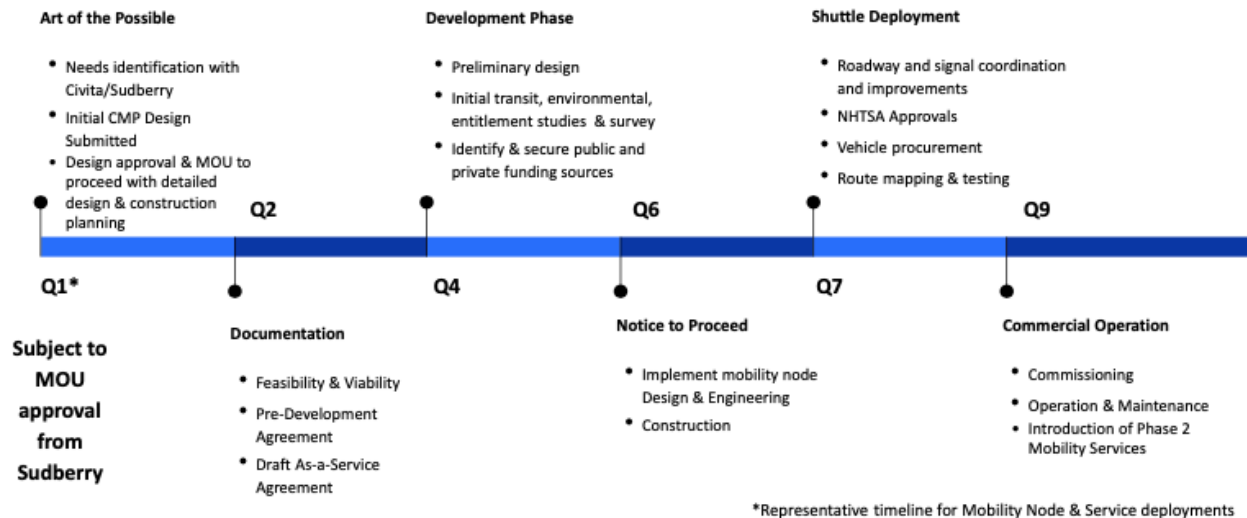 Art of the Possible
• Needs identification with
Civita/Sudberry
• Initial CMP Design
Submitted
• Design approval & MOU to
proceed with detailed
design & construction
planning
Development Phase
• Preliminary design
• Initial transit, environmental,
entitlement studies & survey
• Identify & secure public and
private funding sources
Shuttle Deployment
• Roadway and signal coordination
and improvements
• NHTSA Approvals
• Vehicle procurement
• Route mapping & testing
Q2
Q6
Q9
Q1*
Q4
Q7
Subject to
MOU
approval
from
Sudberry
Documentation
• Feasibility & Viability
• Pre-Development
Agreement
• Draft As-a-Service
Agreement
Notice to Proceed
• Implement mobility node
Design & Engineering
• Construction
Commercial Operation
• Commissioning
• Operation & Maintenance
• Introduction of Phase 2
Mobility Services
*Representative timeline for Mobility Node & Service deployments